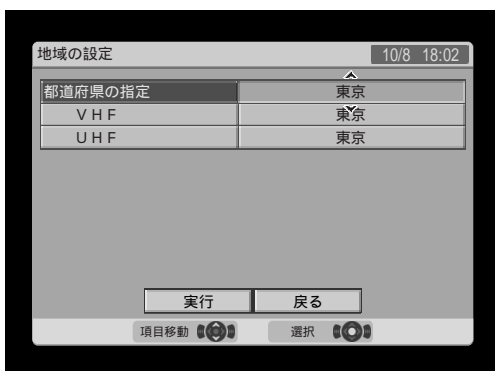 地域の設定 10/8 18:02
都道府県の指定 東京
VHF 東京
UHF 東京
実行 戻る
項目移動 選択